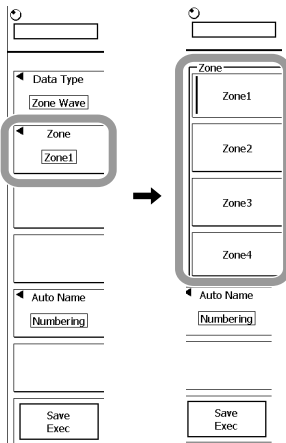 Data Type
Zone Wave
Zone
Zone1
Auto Name
Numbering
Save
Exec
Zone
Zone1
Zone2
Zone3
Zone4
Auto Name
Numbering
Save
Exec